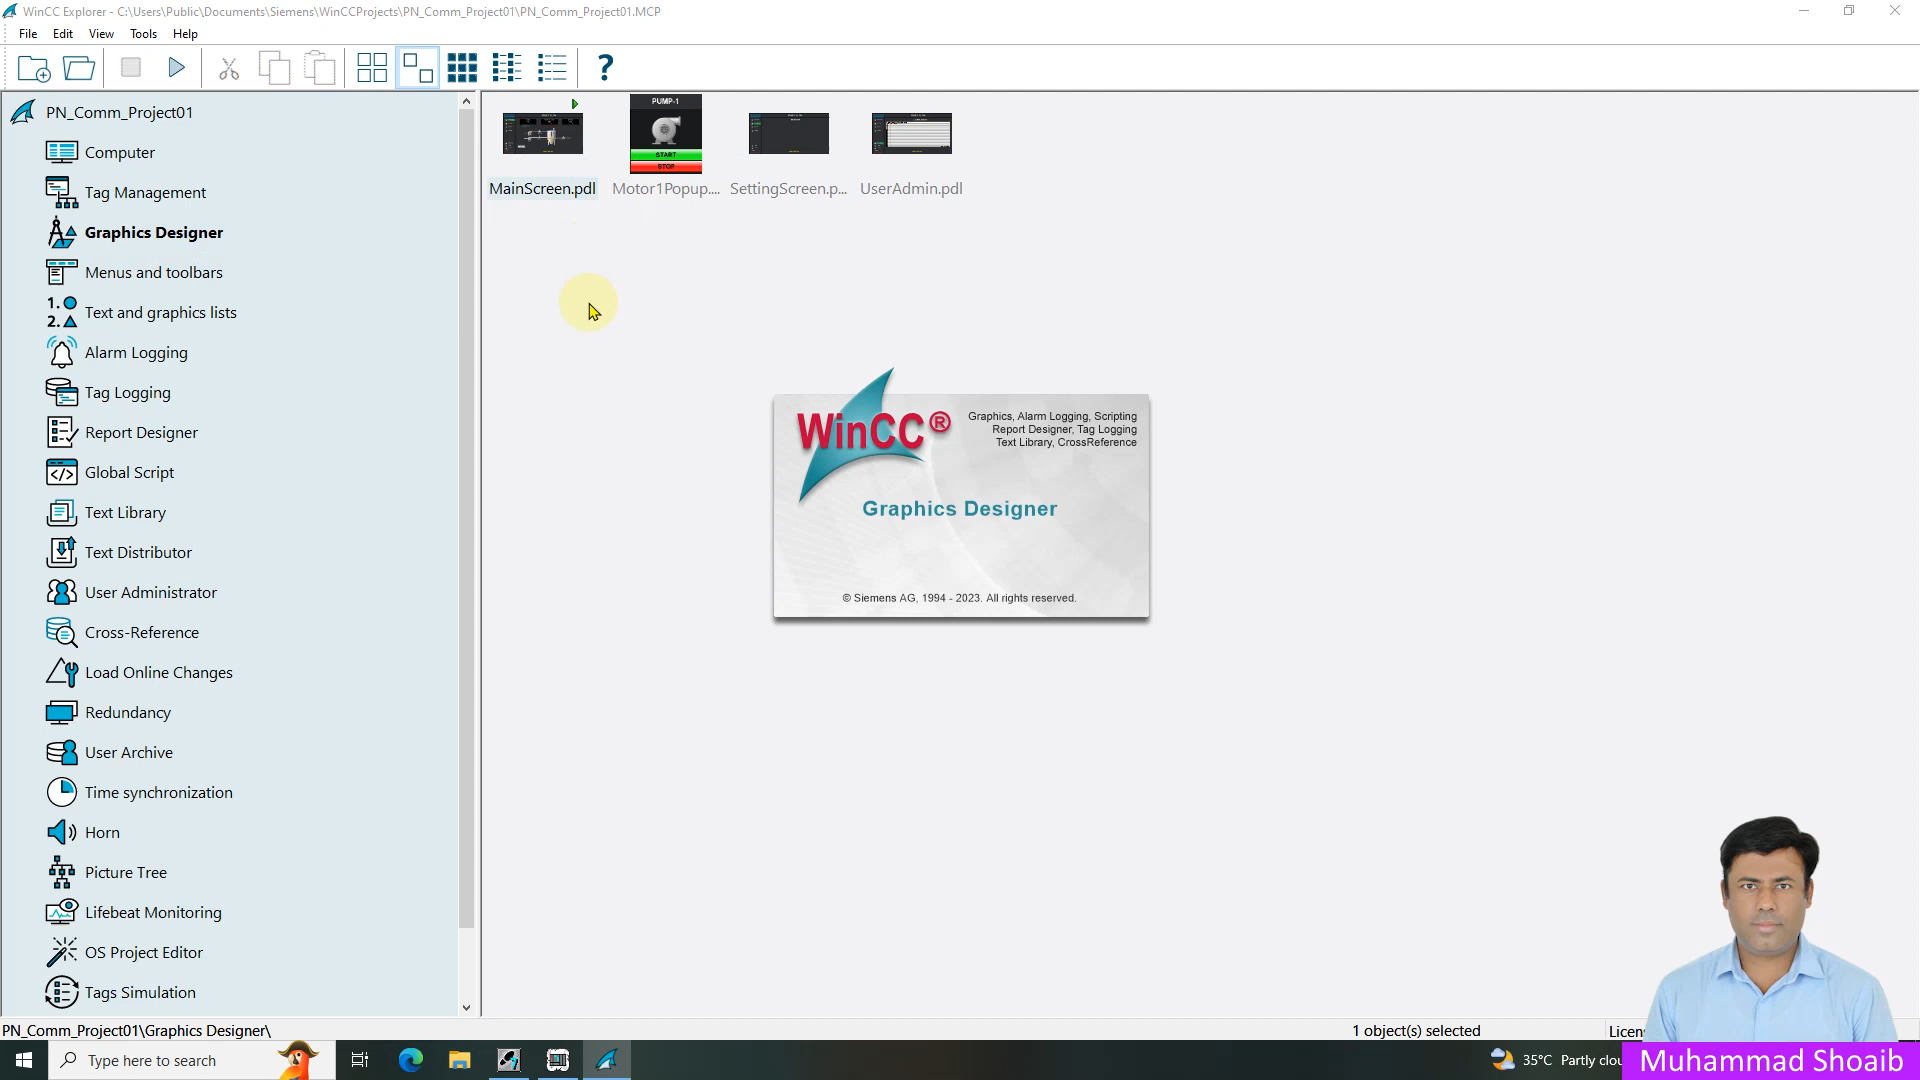 WinCC Explorer - C:\Users\Public\Documents\Siemens\WinCCProjects\PN_Comm_Project01\PN_Comm_Project01.MCP
File Edit View Tools Help
PN_Comm_Project01
Computer
Tag Management
Graphics Designer
Menus and toolbars
Text and graphics lists
Alarm Logging
Tag Logging
Report Designer
Global Script
Text Library
Text Distributor
User Administrator
Cross-Reference
Load Online Changes
Redundancy
User Archive
Time synchronization
Horn
Picture Tree
Lifebeat Monitoring
OS Project Editor
Tags Simulation
PUMP-1
START
STOP
MainScreen.pdl
Motor1Popup....
SettingScreen.p...
UserAdmin.pdl
WinCC®
Graphics, Alarm Logging, Scripting
Report Designer, Tag Logging
Text Library, CrossReference
Graphics Designer
© Siemens AG, 1994 - 2023. All rights reserved.
PN_Comm_Project01\Graphics Designer\
1 object(s) selected
Licen
Type here to search
35°C Partly clou
Muhammad Shoaib